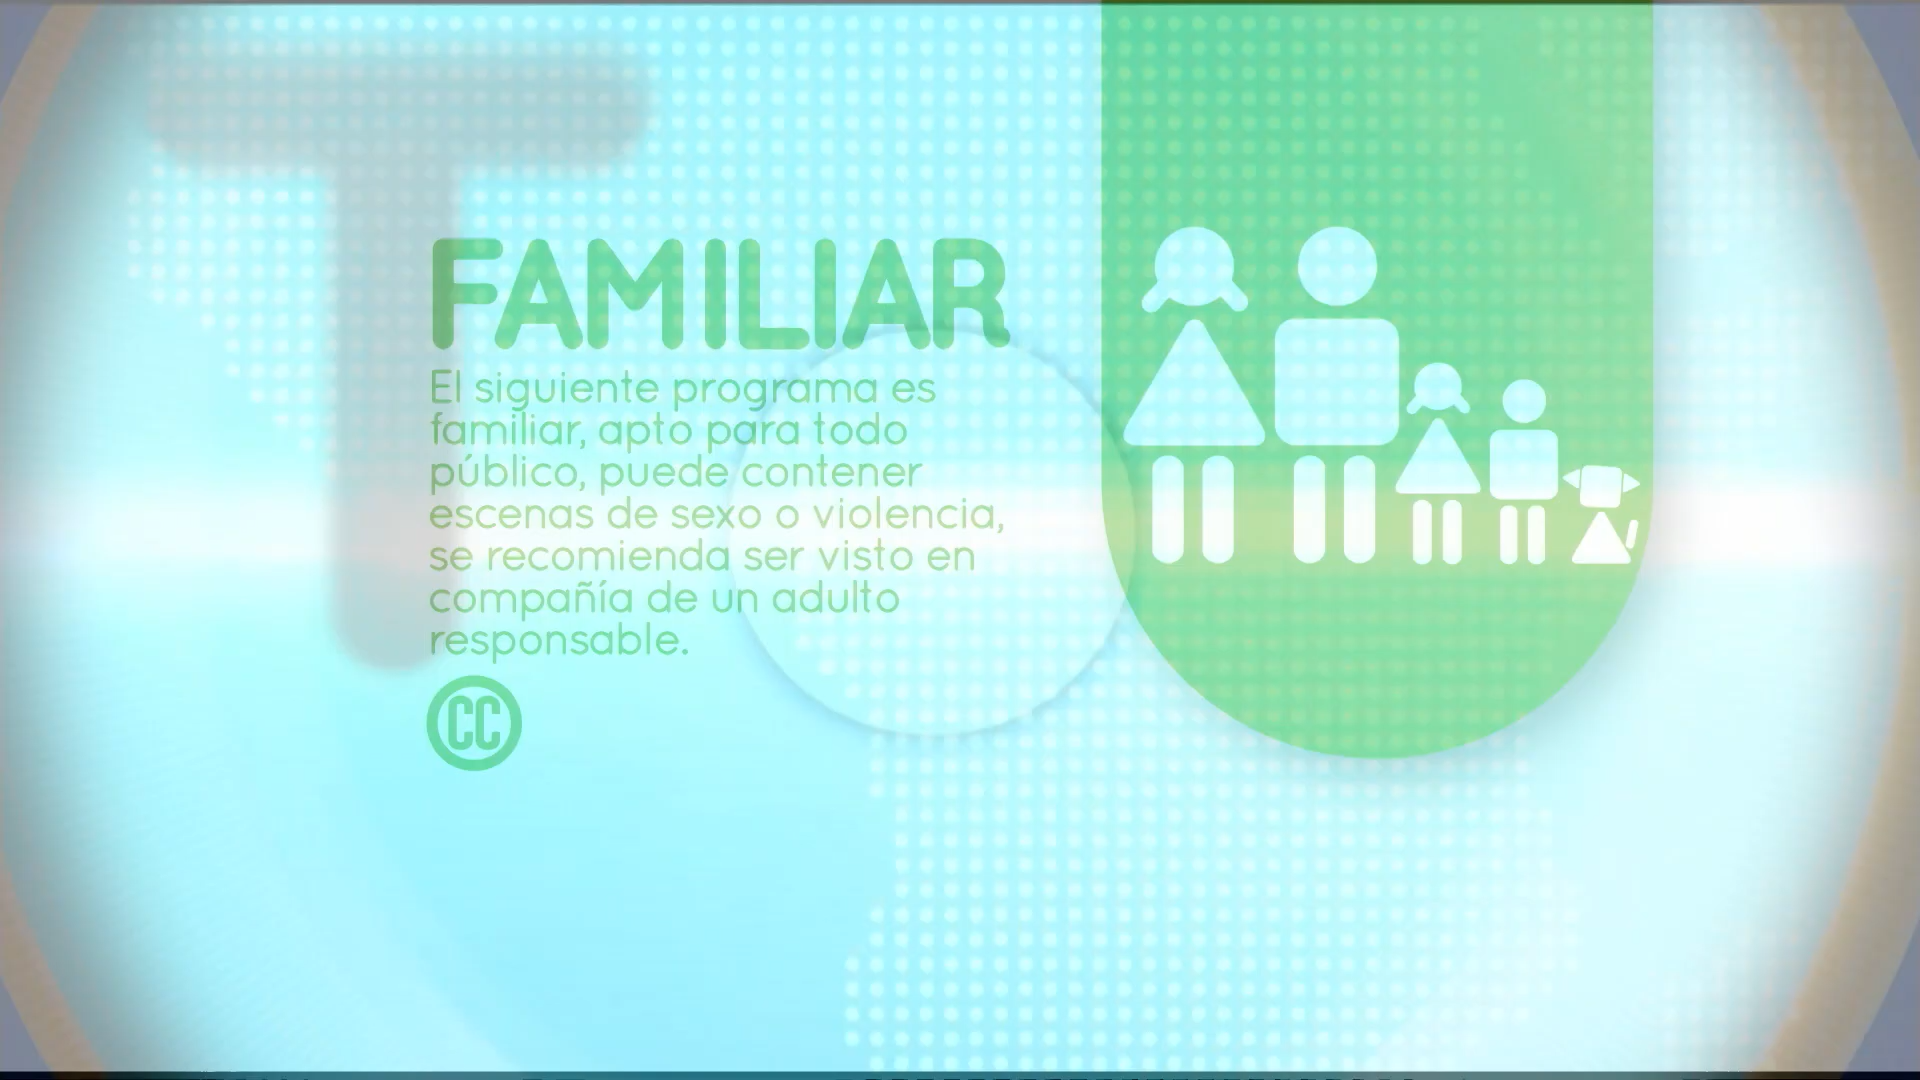 T
FAMILIAR
El siguiente programa es
familiar, apto para todo
público, puede contener
escenas de sexo o violencia,
se recomienda ser visto en
compañía de un adulto
responsable.
CC